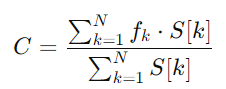 C = \frac{\sum_{k=1}^{N} f_k \cdot S[k]}{\sum_{k=1}^{N} S[k]}